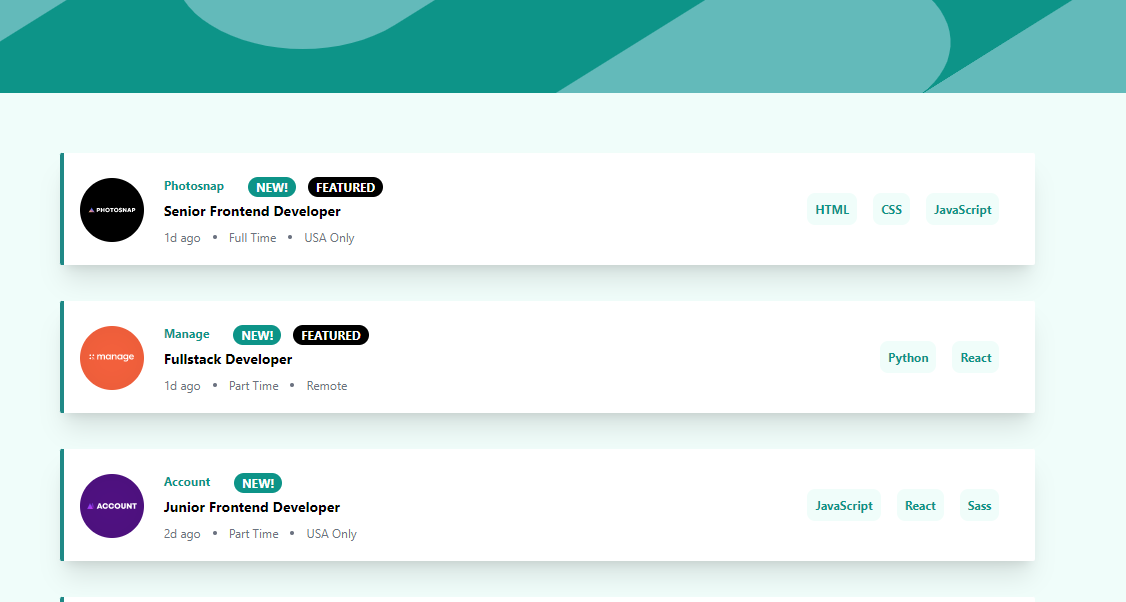 PHOTOSNAP
Photosnap NEW! FEATURED
Senior Frontend Developer
1d ago • Full Time • USA Only
HTML CSS JavaScript
manage
Manage NEW! FEATURED
Fullstack Developer
1d ago • Part Time • Remote
Python React
ACCOUNT
Account NEW!
Junior Frontend Developer
2d ago • Part Time • USA Only
JavaScript React Sass